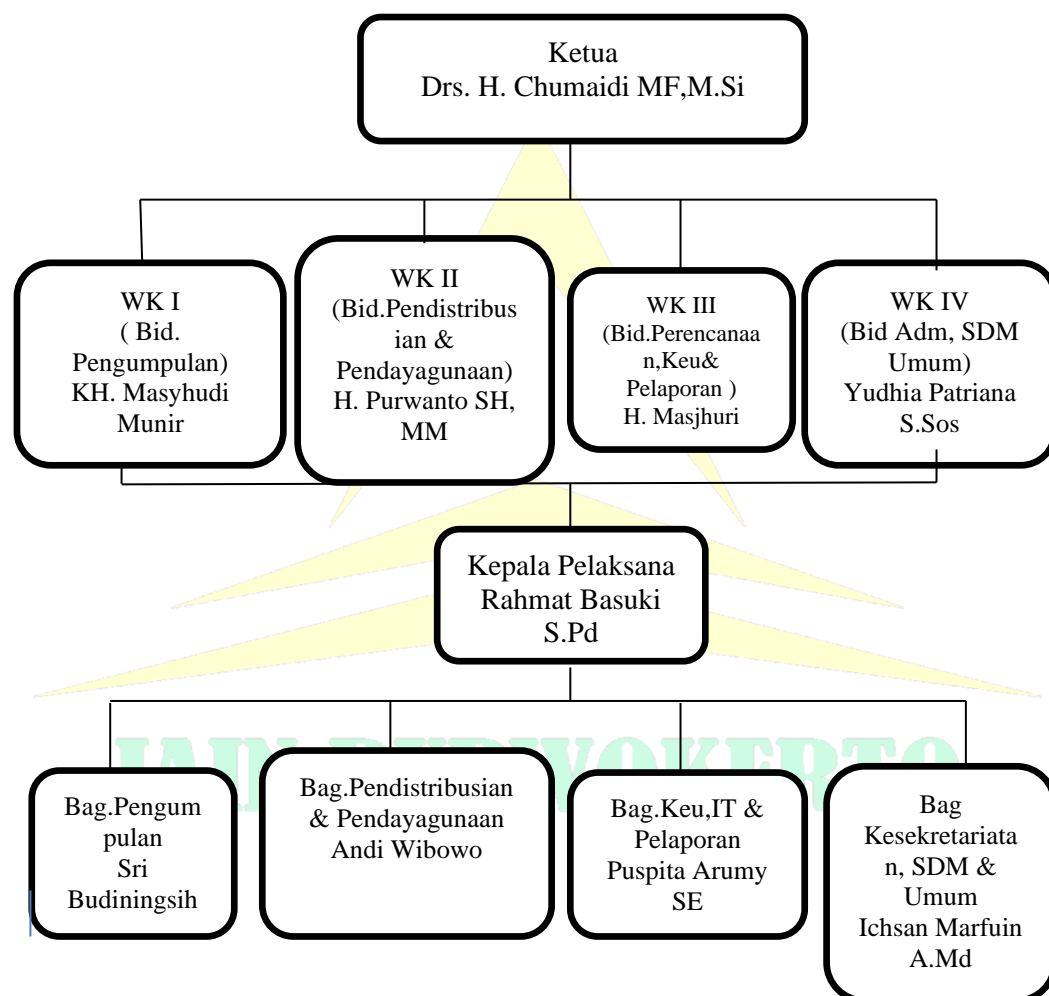 Ketua
Drs. H. Chumaidi MF,M.Si
WK I
( Bid.
Pengumpulan)
KH. Masyhudi
Munir
WK II
(Bid.Pendistribus
ian &
Pendayagunaan)
H. Purwanto SH,
MM
WK III
(Bid.Perencanaa
n,Keu&
Pelaporan )
H. Masjhuri
WK IV
(Bid Adm, SDM
Umum)
Yudhia Patriana
S.Sos
Kepala Pelaksana
Rahmat Basuki
S.Pd
IAIN PURWOKERTO
Bag.Pengum
pulan
Sri
Budiningsih
Bag.Pendistribusian
& Pendayagunaan
Andi Wibowo
Bag.Keu,IT &
Pelaporan
Puspita Arumy
SE
Bag
Kesekretariata
n, SDM &
Umum
Ichsan Marfuin
A.Md